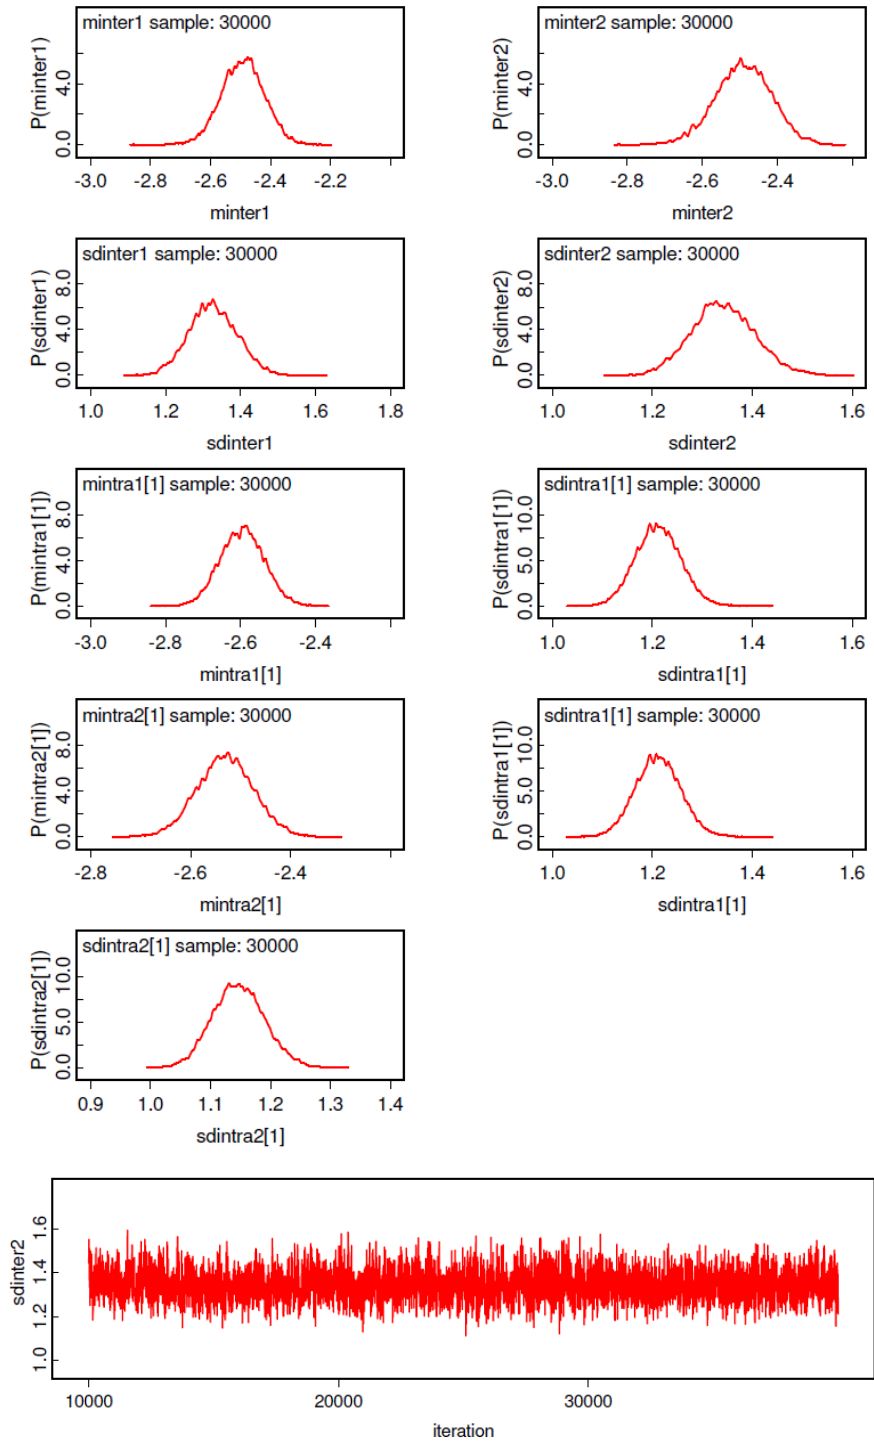 minter1 sample: 30000
P(minter1)
4.0
0.0
-3.0 -2.8 -2.6 -2.4 -2.2
minter1
minter2 sample: 30000
P(minter2)
4.0
0.0
-3.0 -2.8 -2.6 -2.4
minter2
sdinter1 sample: 30000
P(sdinter1)
8.0
4.0
0.0
1.0 1.2 1.4 1.6 1.8
sdinter1
sdinter2 sample: 30000
P(sdinter2)
8.0
4.0
0.0
1.0 1.2 1.4 1.6
sdinter2
mintra1[1] sample: 30000
P(mintra1[1])
8.0
4.0
0.0
-3.0 -2.8 -2.6 -2.4
mintra1[1]
sdintra1[1] sample: 30000
P(sdintra1[1])
10.0
5.0
0.0
1.0 1.2 1.4 1.6
sdintra1[1]
mintra2[1] sample: 30000
P(mintra2[1])
8.0
4.0
0.0
-2.8 -2.6 -2.4
mintra2[1]
sdintra1[1] sample: 30000
P(sdintra1[1])
10.0
5.0
0.0
1.0 1.2 1.4 1.6
sdintra1[1]
sdintra2[1] sample: 30000
P(sdintra2[1])
10.0
5.0
0.0
0.9 1.0 1.1 1.2 1.3 1.4
sdintra2[1]
sdinter2
1.6
1.4
1.2
1.0
10000 20000 30000
iteration